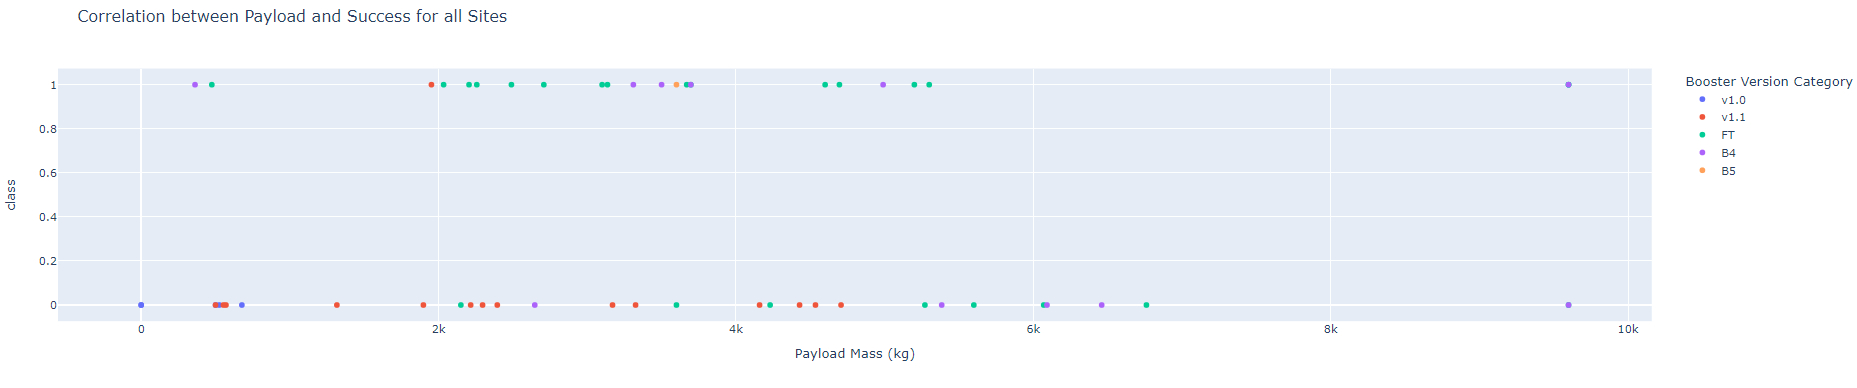 Correlation between Payload and Success for all Sites
Booster Version Category
v1.0
v1.1
FT
B4
B5
class
1
0.8
0.6
0.4
0.2
0
0 2k 4k 6k 8k 10k
Payload Mass (kg)